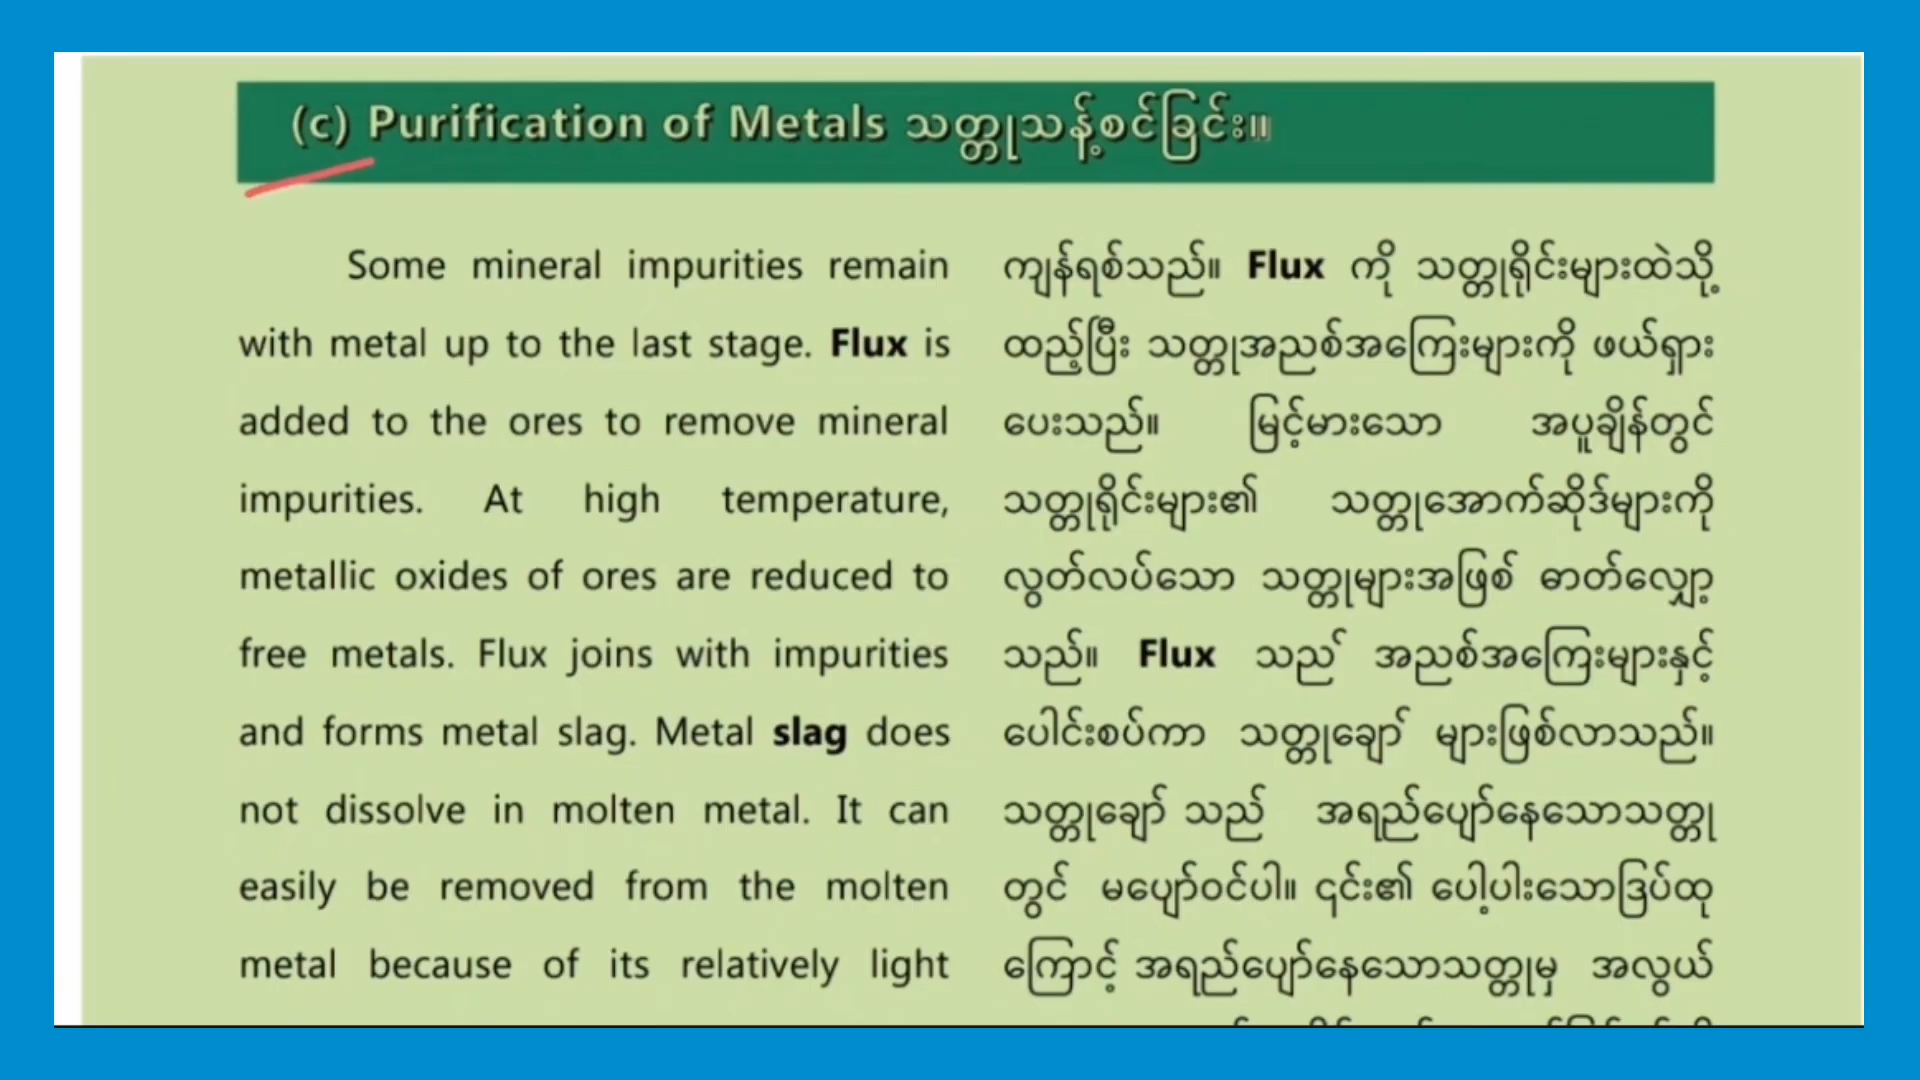 (c) Purification of Metals သတ္တုသန့်စင်ခြင်း။
Some mineral impurities remain
with metal up to the last stage. Flux is
added to the ores to remove mineral
impurities. At high temperature,
metallic oxides of ores are reduced to
free metals. Flux joins with impurities
and forms metal slag. Metal slag does
not dissolve in molten metal. It can
easily be removed from the molten
metal because of its relatively light
ကျန်ရစ်သည်။ Flux ကို သတ္တုရိုင်းများထဲသို့
ထည့်ပြီး သတ္တုအညစ်အကြေးများကို ဖယ်ရှား
ပေးသည်။ မြင့်မားသော အပူချိန်တွင်
သတ္တုရိုင်းများ၏ သတ္တုအောက်ဆိုဒ်များကို
လွတ်လပ်သော သတ္တုများအဖြစ် ဓာတ်လျှော့
သည်။ Flux သည် အညစ်အကြေးများနှင့်
ပေါင်းစပ်ကာ သတ္တုချော် များဖြစ်လာသည်။
သတ္တုချော် သည် အရည်ပျော်နေသောသတ္တု
တွင် မပျော်ဝင်ပါ။ ၎င်း၏ ပေါ့ပါးသောဒြပ်ထု
ကြောင့် အရည်ပျော်နေသောသတ္တုမှ အလွယ်